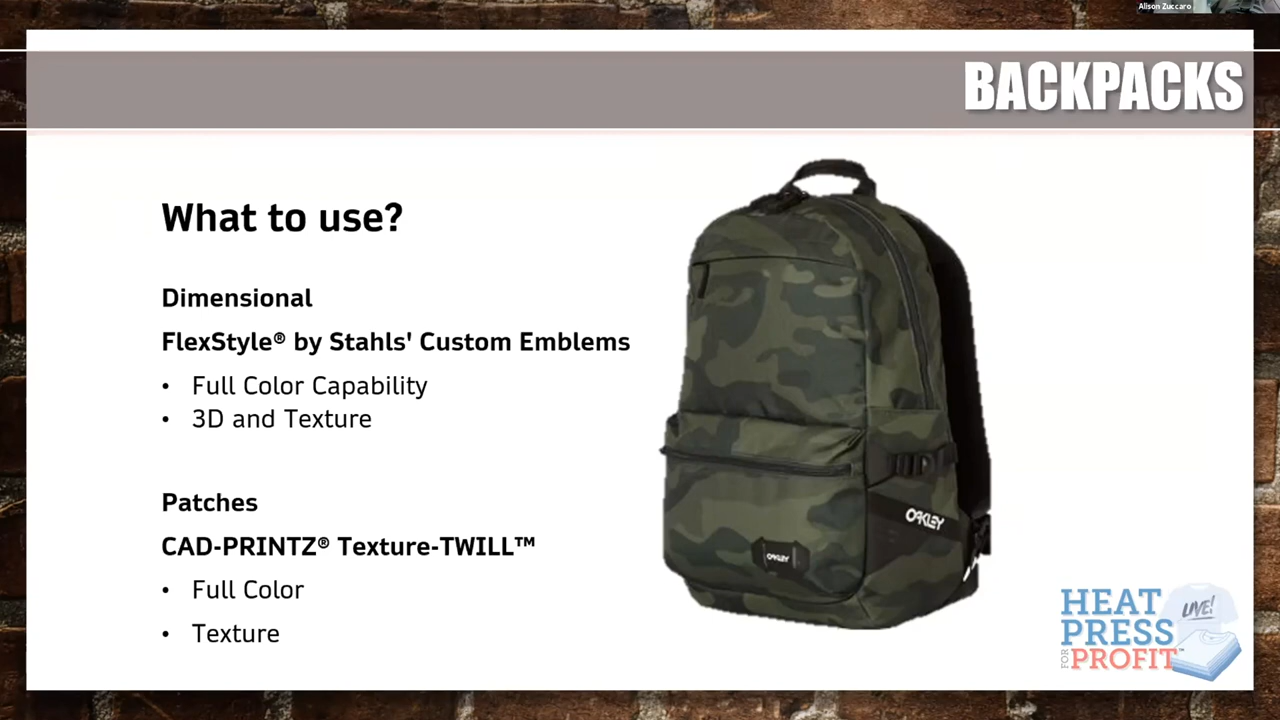 Alison Zuccaro
BACKPACKS
What to use?
Dimensional
FlexStyle® by Stahls' Custom Emblems
• Full Color Capability
• 3D and Texture
Patches
CAD-PRINTZ® Texture-TWILL™
• Full Color
• Texture
OAKLEY
OAKLEY
HEAT
PRESS
FOR PROFIT™
LIVE!